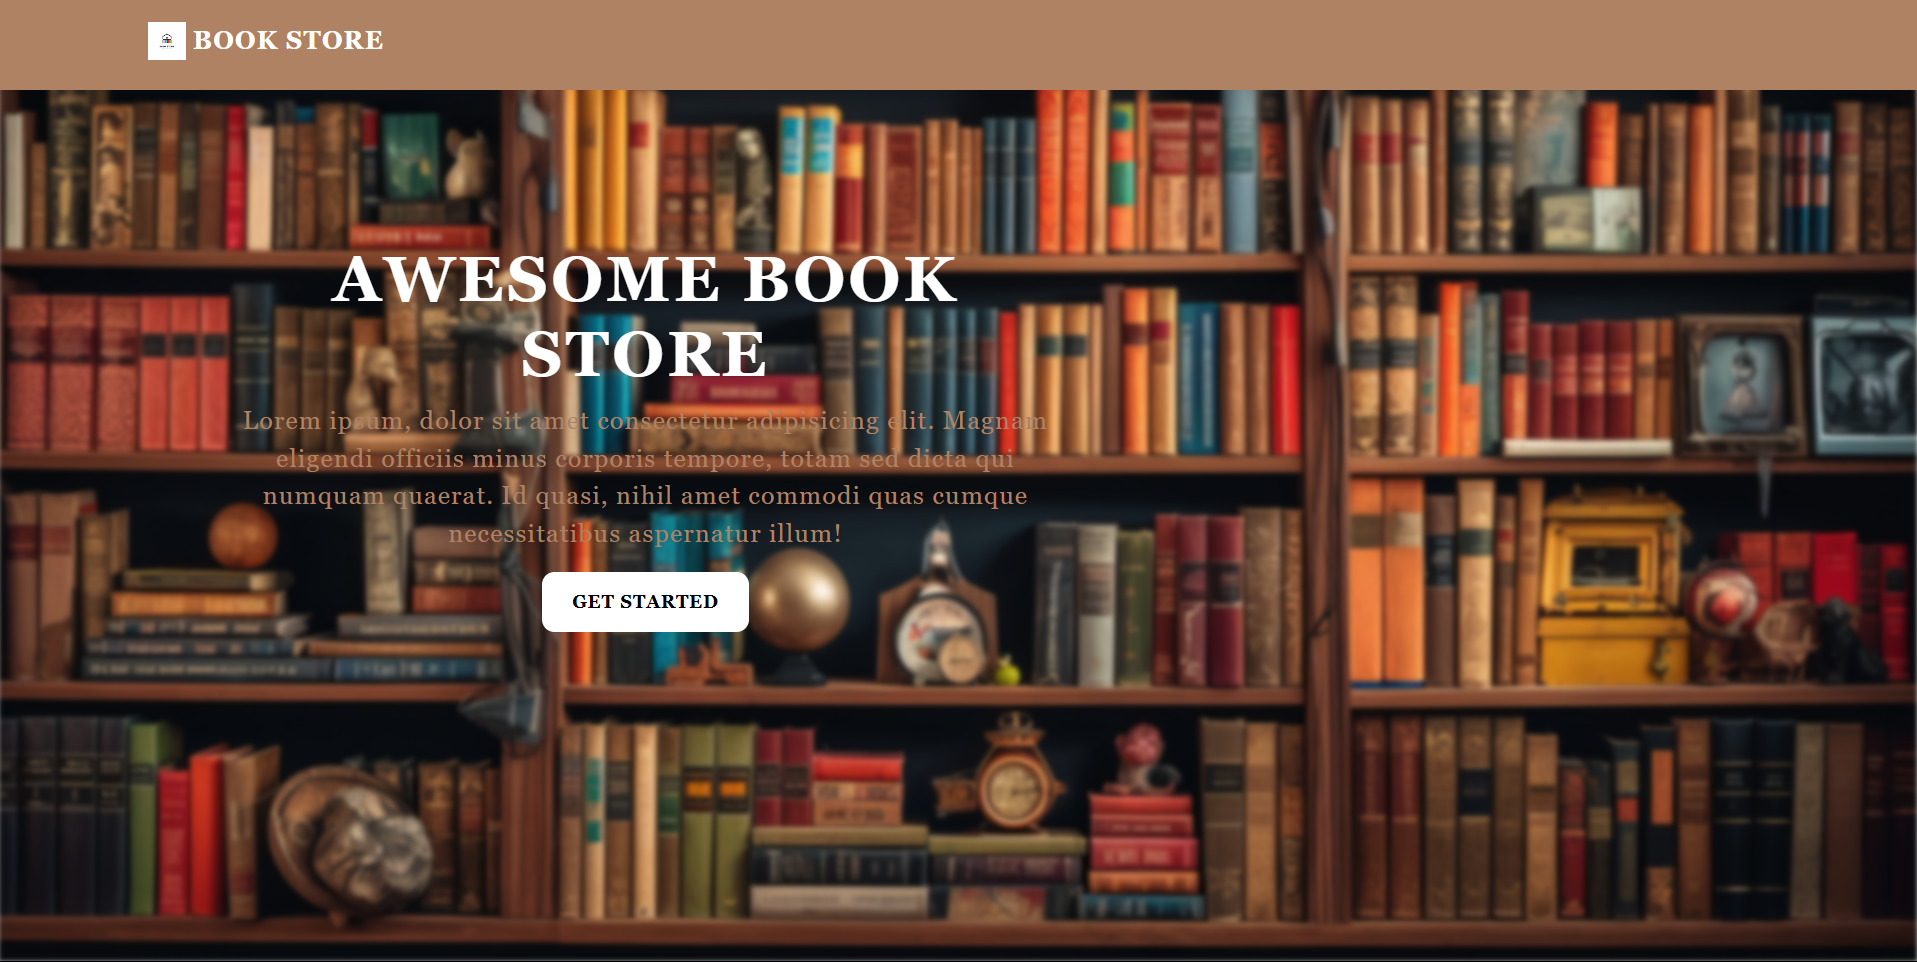 BOOK STORE
AWESOME BOOK
STORE
Lorem ipsum, dolor sit amet consectetur adipisicing elit. Magnam
eligendi officiis minus corporis tempore, totam sed dicta qui
numquam quaerat. Id quasi, nihil amet commodi quas cumque
necessitatibus aspernatur illum!
GET STARTED